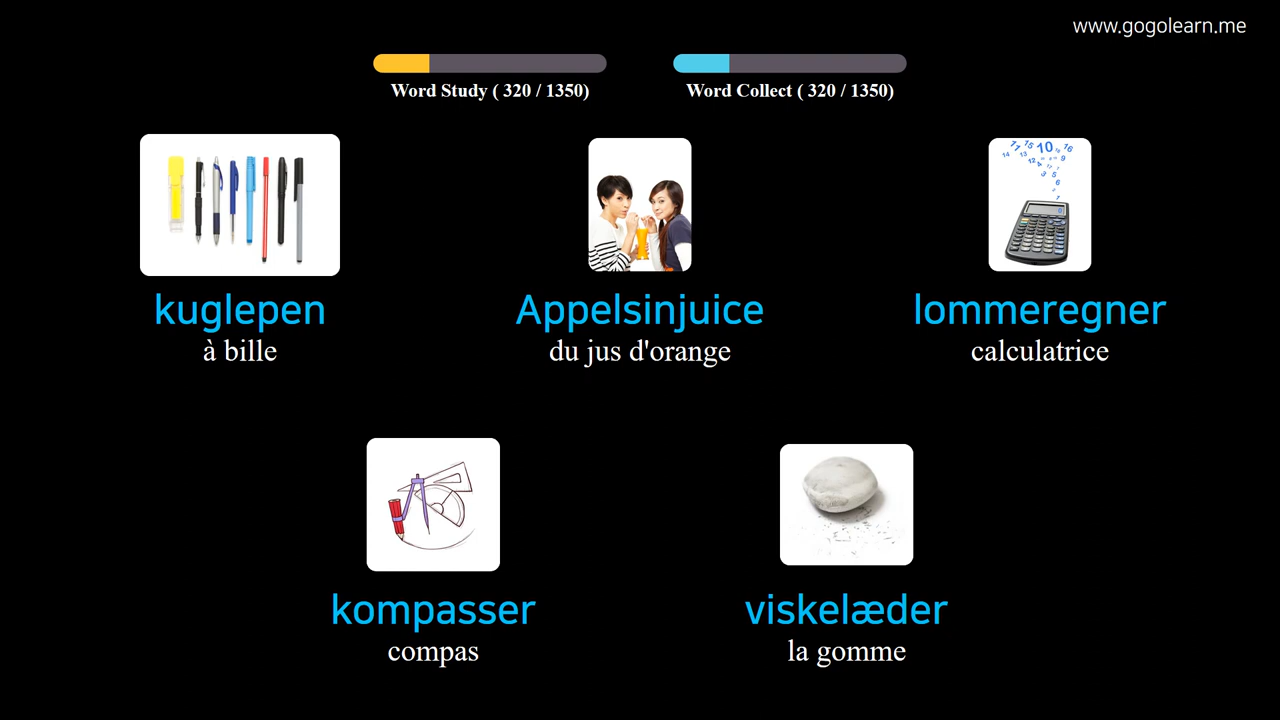 www.gogolearn.me
Word Study ( 320 / 1350)
Word Collect ( 320 / 1350)
kuglepen
à bille
Appelsinjuice
du jus d'orange
lommeregner
calculatrice
kompasser
compas
viskelæder
la gomme